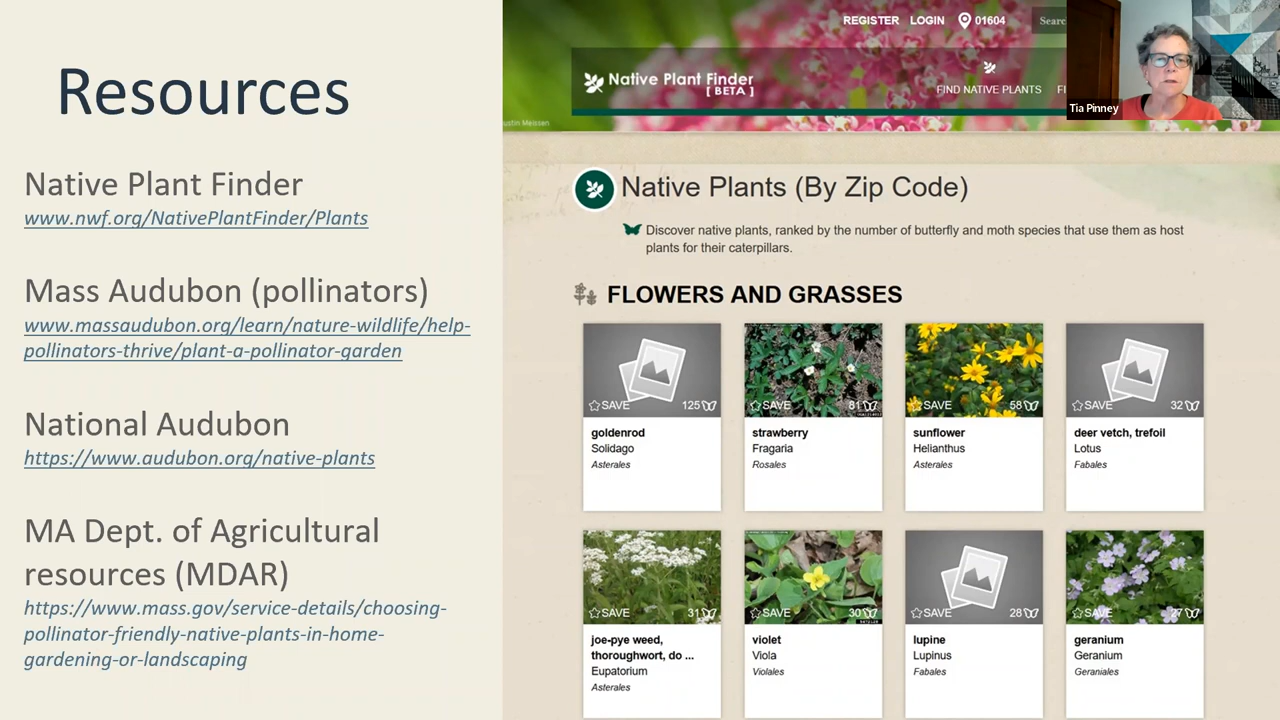 Resources
Native Plant Finder
www.nwf.org/NativePlantFinder/Plants
Mass Audubon (pollinators)
www.massaudubon.org/learn/nature-wildlife/help-
pollinators-thrive/plant-a-pollinator-garden
National Audubon
https://www.audubon.org/native-plants
MA Dept. of Agricultural
resources (MDAR)
https://www.mass.gov/service-details/choosing-
pollinator-friendly-native-plants-in-home-
gardening-or-landscaping
REGISTER LOGIN 01604
Native Plant Finder
[ BETA ]
FIND NATIVE PLANTS
Tia Pinney
Native Plants (By Zip Code)
Discover native plants, ranked by the number of butterfly and moth species that use them as host
plants for their caterpillars.
FLOWERS AND GRASSES
SAVE 125
goldenrod
Solidago
Asterales
SAVE 81
strawberry
Fragaria
Rosales
SAVE 58
sunflower
Helianthus
Asterales
SAVE 32
deer vetch, trefoil
Lotus
Fabales
SAVE 31
joe-pye weed,
thoroughwort, do ...
Eupatorium
Asterales
SAVE 30
violet
Viola
Violales
SAVE 28
lupine
Lupinus
Fabales
SAVE 27
geranium
Geranium
Geraniales